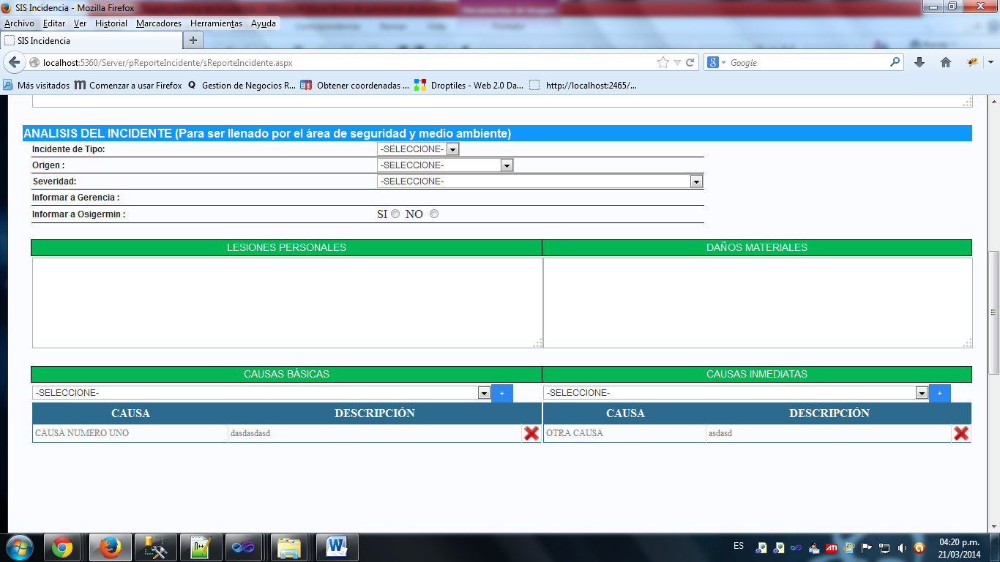 SIS Incidencia - Mozilla Firefox
Archivo Editar Ver Historial Marcadores Herramientas Ayuda
SIS Incidencia
localhost:5360/Server/pReporteIncidente/sReporteIncidente.aspx
Google
Más visitados Comenzar a usar Firefox Gestion de Negocios R... Obtener coordenadas ... Droptiles - Web 2.0 Da... http://localhost:2465/...
ANALISIS DEL INCIDENTE (Para ser llenado por el área de seguridad y medio ambiente)
Incidente de Tipo: -SELECCIONE-
Origen : -SELECCIONE-
Severidad: -SELECCIONE-
Informar a Gerencia :
Informar a Osigermin : SI NO
LESIONES PERSONALES DAÑOS MATERIALES
CAUSAS BÁSICAS CAUSAS INMEDIATAS
-SELECCIONE- + -SELECCIONE- +
CAUSA DESCRIPCIÓN CAUSA DESCRIPCIÓN
CAUSA NUMERO UNO dasdasdasd OTRA CAUSA asdasd
ES 04:20 p.m.
21/03/2014